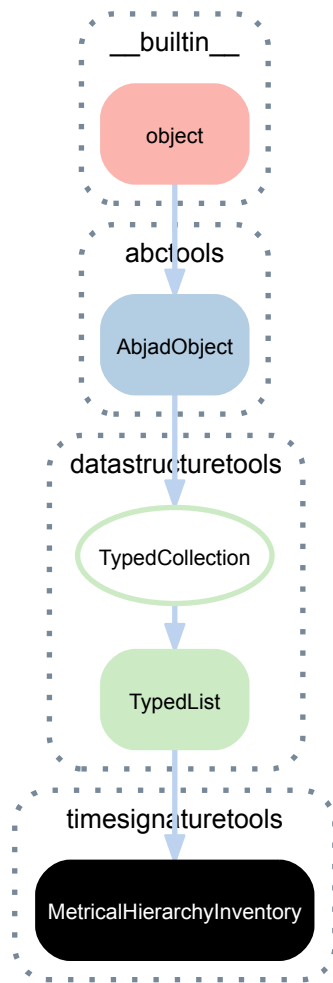 __builtin__
object
abctools
AbjadObject
datastructuretools
TypedCollection
TypedList
timesignaturetools
MetricalHierarchyInventory